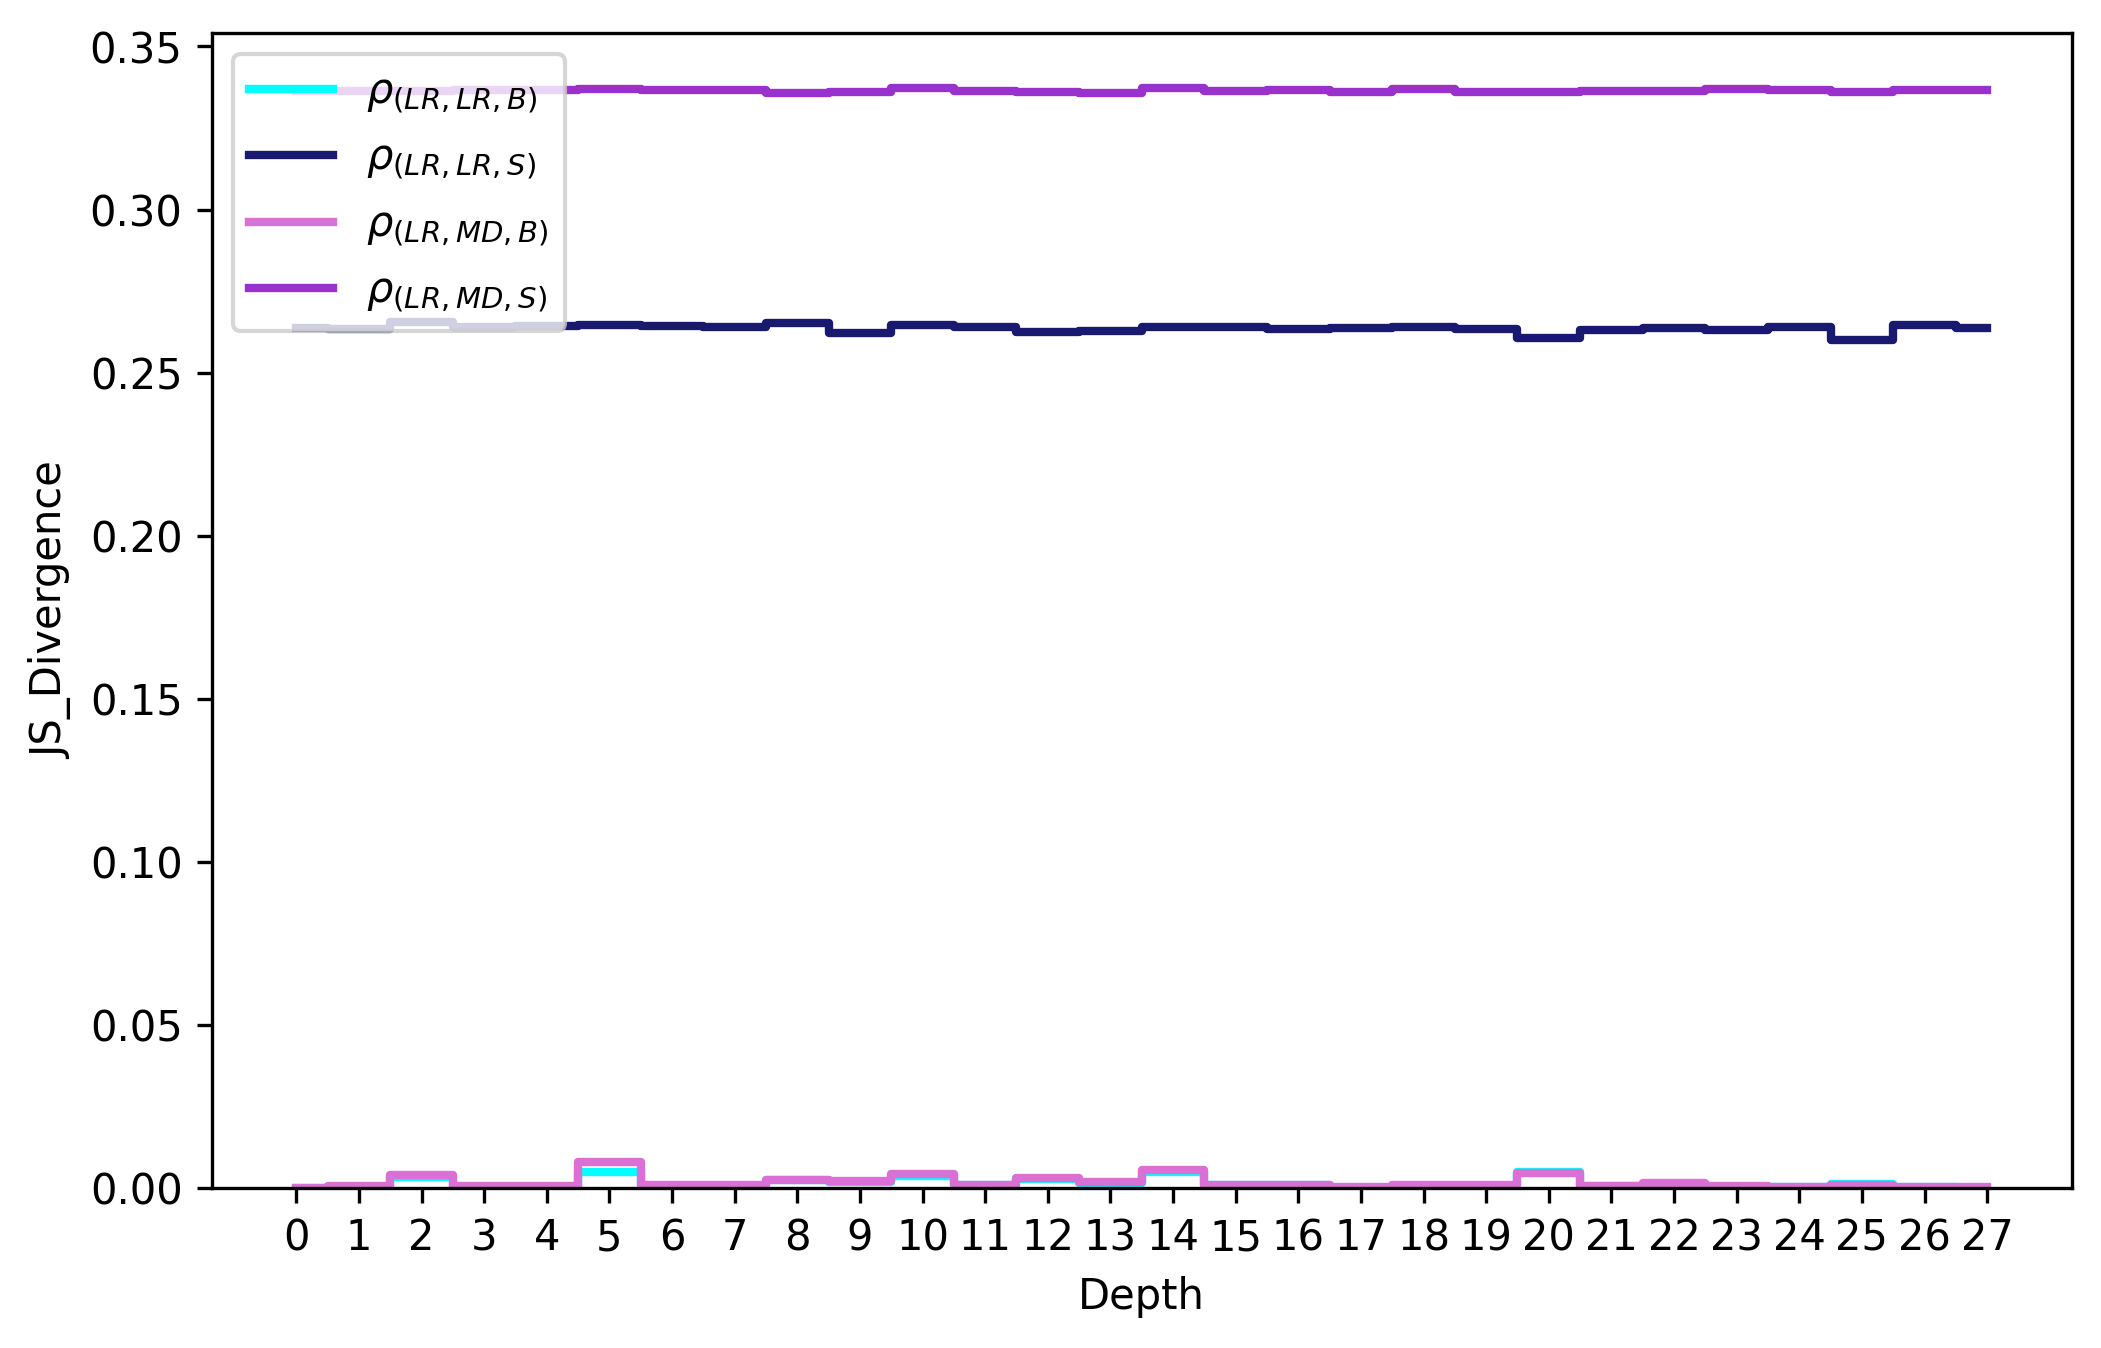 0.35
0.30
0.25
0.20
0.15
0.10
0.05
0.00
JS_Divergence
ρ(LR, LR, B)
ρ(LR, LR, S)
ρ(LR, MD, B)
ρ(LR, MD, S)
0 1 2 3 4 5 6 7 8 9 10 11 12 13 14 15 16 17 18 19 20 21 22 23 24 25 26 27
Depth